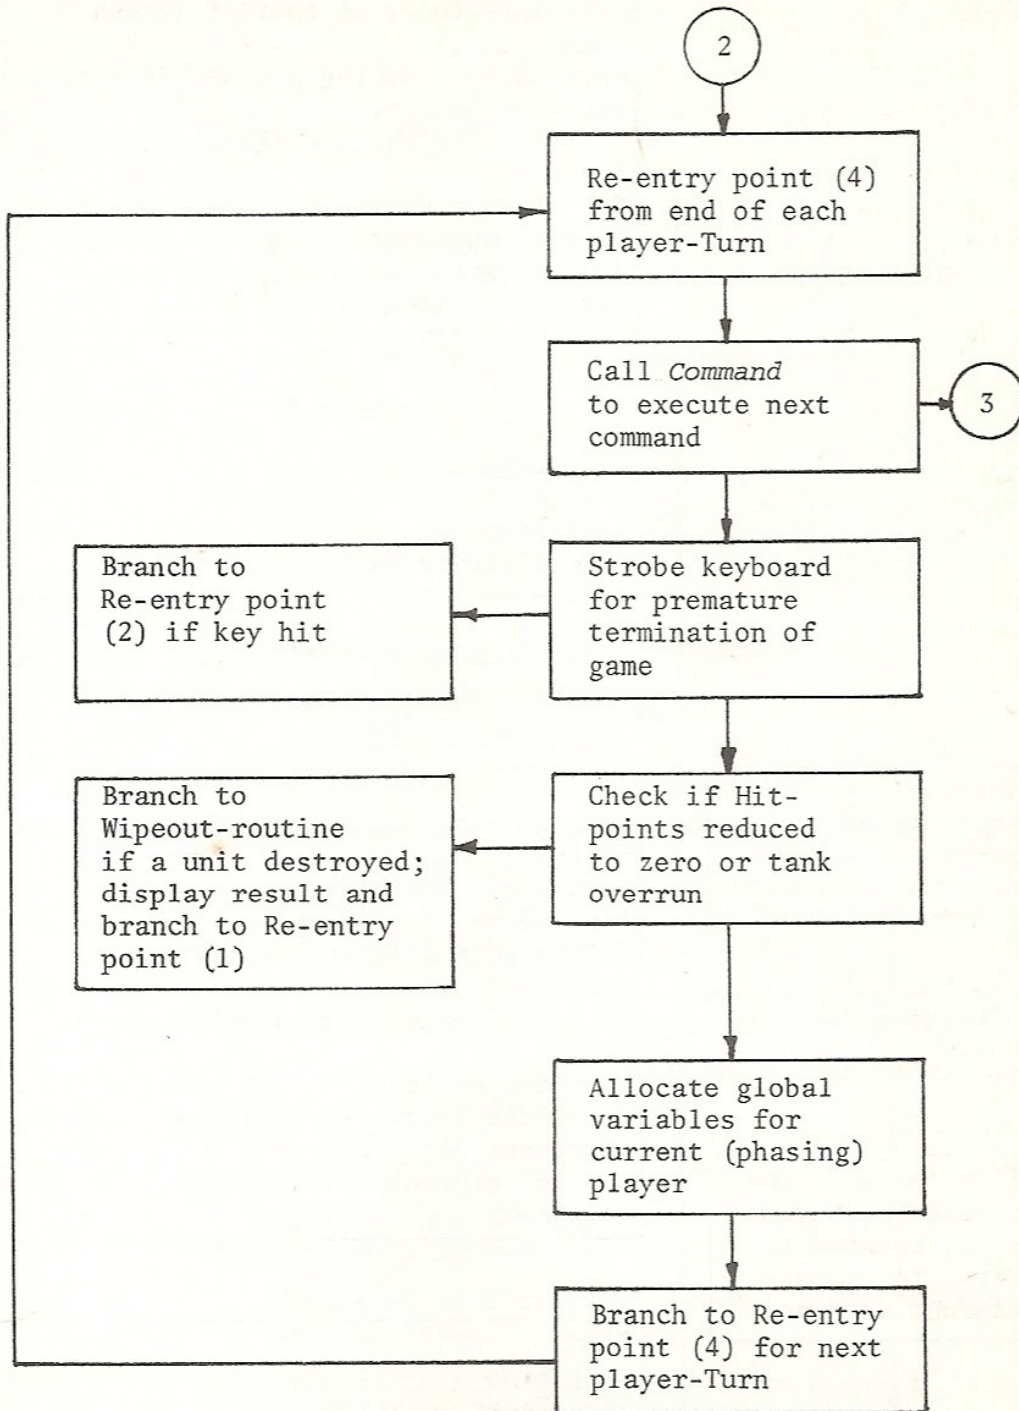 2
Re-entry point (4)
from end of each
player-Turn
Call Command
to execute next
command
3
Strobe keyboard
for premature
termination of
game
Branch to
Re-entry point
(2) if key hit
Check if Hit-
points reduced
to zero or tank
overrun
Branch to
Wipeout-routine
if a unit destroyed;
display result and
branch to Re-entry
point (1)
Allocate global
variables for
current (phasing)
player
Branch to Re-entry
point (4) for next
player-Turn